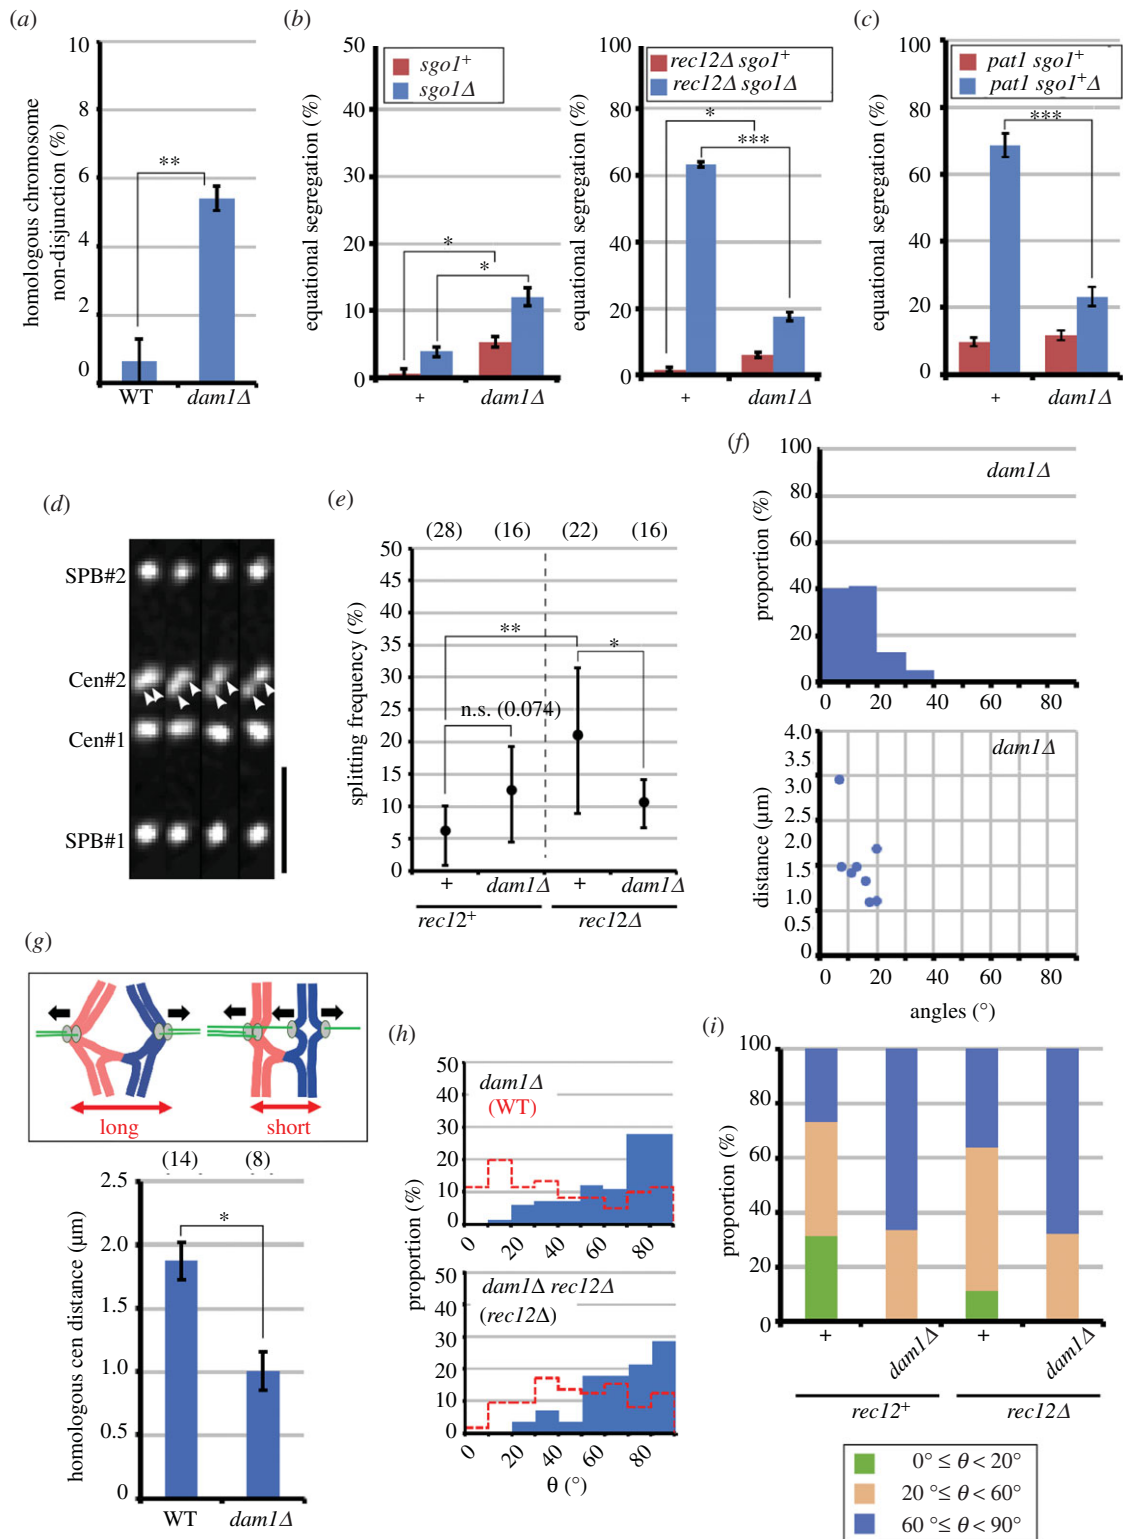 (a)
homologous chromosome
non-disjunction (%)
10
8
6
4
2
0
**
WT
dam1Δ
(b)
equational segregation (%)
50
40
30
20
10
0
sgo1+
sgo1Δ
*
*
+
dam1Δ
equational segregation (%)
100
80
60
40
20
0
rec12Δ sgo1+
rec12Δ sgo1Δ
*
***
+
dam1Δ
(c)
equational segregation (%)
100
80
60
40
20
0
pat1 sgo1+
pat1 sgo1+Δ
***
+
dam1Δ
(d)
SPB#2
Cen#2
Cen#1
SPB#1
(e)
(28)
(16)
(22)
(16)
splitting frequency (%)
50
45
40
35
30
25
20
15
10
5
0
**
*
n.s. (0.074)
+
dam1Δ
+
dam1Δ
rec12+
rec12Δ
(f)
proportion (%)
100
80
60
40
20
0
dam1Δ
0
20
40
60
80
distance (µm)
4.0
3.0
2.0
1.5
1.0
0.5
0
dam1Δ
0
20
40
60
80
angles (°)
(g)
long
short
(14)
(8)
homologous cen distance (µm)
2.5
2.0
1.5
1.0
0.5
0
*
WT
dam1Δ
(h)
proportion (%)
50
40
30
20
10
0
dam1Δ
(WT)
0
20
40
60
80
50
40
30
20
10
0
dam1Δ rec12Δ
(rec12Δ)
0
20
40
60
80
θ (°)
(i)
proportion (%)
100
80
60
40
20
0
+
dam1Δ
+
dam1Δ
rec12+
rec12Δ
0° ≤ θ < 20°
20 °≤ θ < 60°
60 °≤ θ < 90°